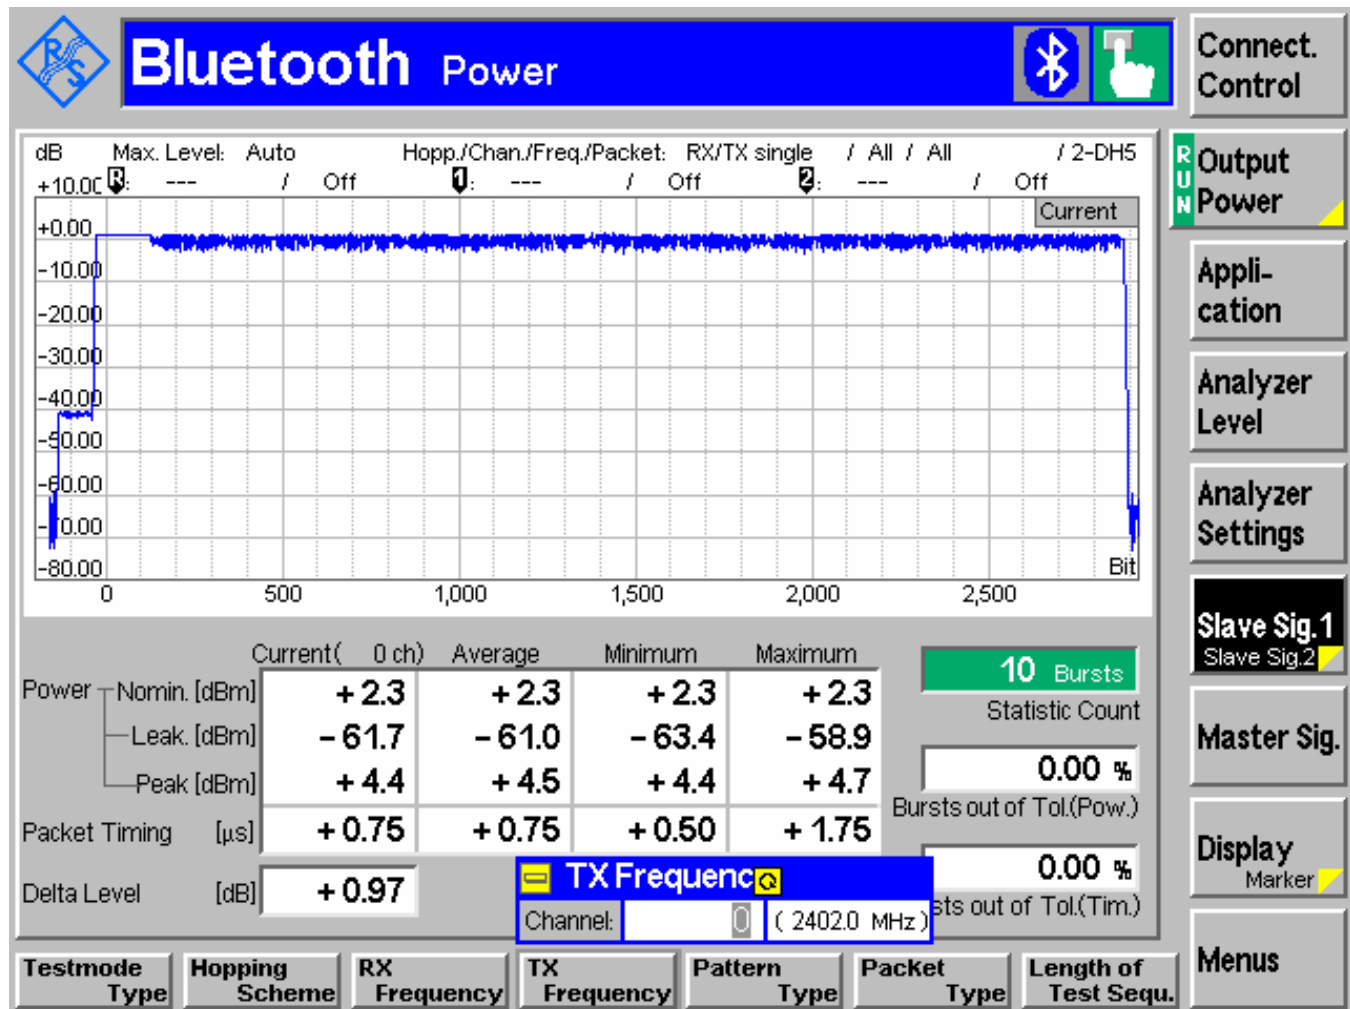 R&S
Bluetooth Power
Connect. Control
dB Max. Level: Auto Hopp./Chan./Freq./Packet: RX/TX single / All / All / 2-DH5
R: --- / Off 1: --- / Off 2: --- / Off
Current
+10.00
+0.00
-10.00
-20.00
-30.00
-40.00
-50.00
-60.00
-70.00
-80.00
Bit
0 500 1,000 1,500 2,000 2,500
Current( 0 ch) Average Minimum Maximum
Power Nomin. [dBm] +2.3 +2.3 +2.3 +2.3
Leak. [dBm] -61.7 -61.0 -63.4 -58.9
Peak [dBm] +4.4 +4.5 +4.4 +4.7
Packet Timing [µs] +0.75 +0.75 +0.50 +1.75
Delta Level [dB] +0.97
10 Bursts
Statistic Count
0.00 %
Bursts out of Tol.(Pow.)
0.00 %
sts out of Tol.(Tim.)
TX Frequenc
Channel: 0 ( 2402.0 MHz )
RUN
Output Power
Appli-
cation
Analyzer
Level
Analyzer
Settings
Slave Sig.1
Slave Sig.2
Master Sig.
Display
Marker
Menus
Testmode Type
Hopping Scheme
RX Frequency
TX Frequency
Pattern Type
Packet Type
Length of Test Sequ.